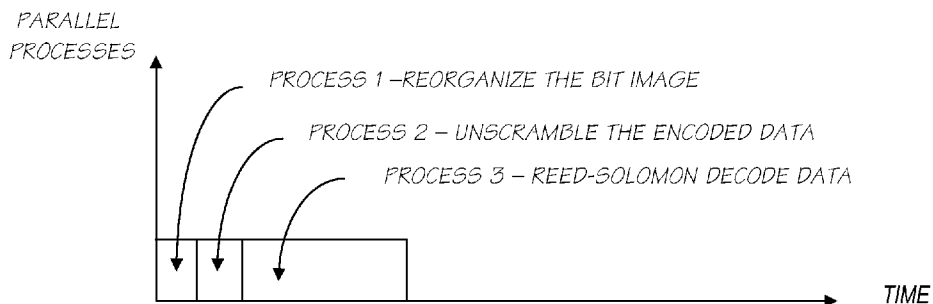 PARALLEL
PROCESSES
PROCESS 1 –REORGANIZE THE BIT IMAGE
PROCESS 2 – UNSCRAMBLE THE ENCODED DATA
PROCESS 3 – REED-SOLOMON DECODE DATA
TIME